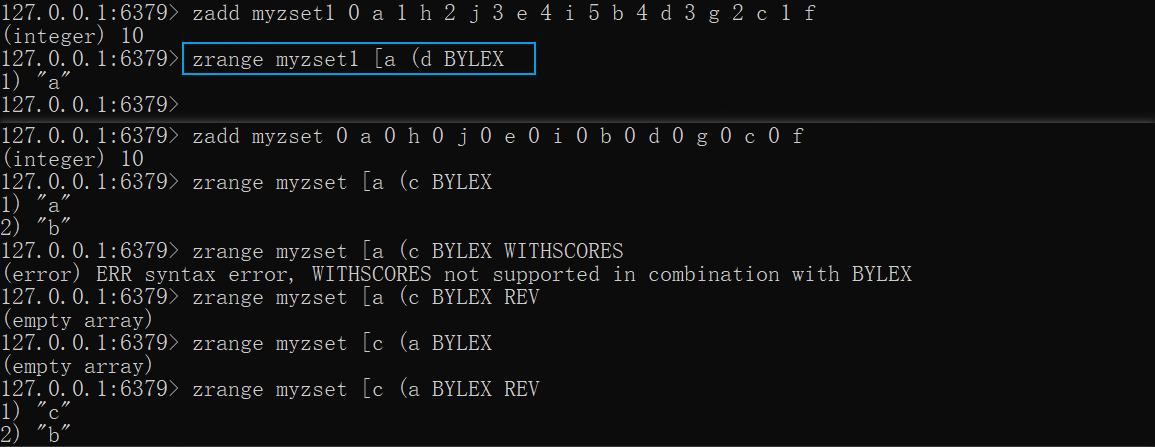 127.0.0.1:6379> zadd myzset1 0 a 1 h 2 j 3 e 4 i 5 b 4 d 3 g 2 c 1 f
(integer) 10
127.0.0.1:6379> zrange myzset1 [a (d BYLEX
1) "a"
127.0.0.1:6379>
127.0.0.1:6379> zadd myzset 0 a 0 h 0 j 0 e 0 i 0 b 0 d 0 g 0 c 0 f
(integer) 10
127.0.0.1:6379> zrange myzset [a (c BYLEX
1) "a"
2) "b"
127.0.0.1:6379> zrange myzset [a (c BYLEX WITHSCORES
(error) ERR syntax error, WITHSCORES not supported in combination with BYLEX
127.0.0.1:6379> zrange myzset [a (c BYLEX REV
(empty array)
127.0.0.1:6379> zrange myzset [c (a BYLEX
(empty array)
127.0.0.1:6379> zrange myzset [c (a BYLEX REV
1) "c"
2) "b"